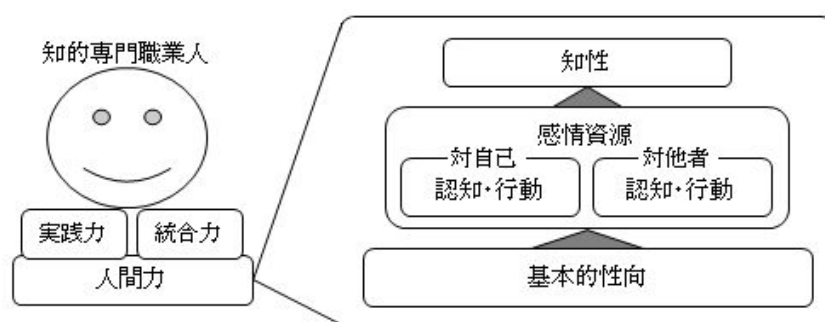 知的専門職業人
実践力
統合力
人間力
知性
感情資源
対自己
認知・行動
対他者
認知・行動
基本的性向